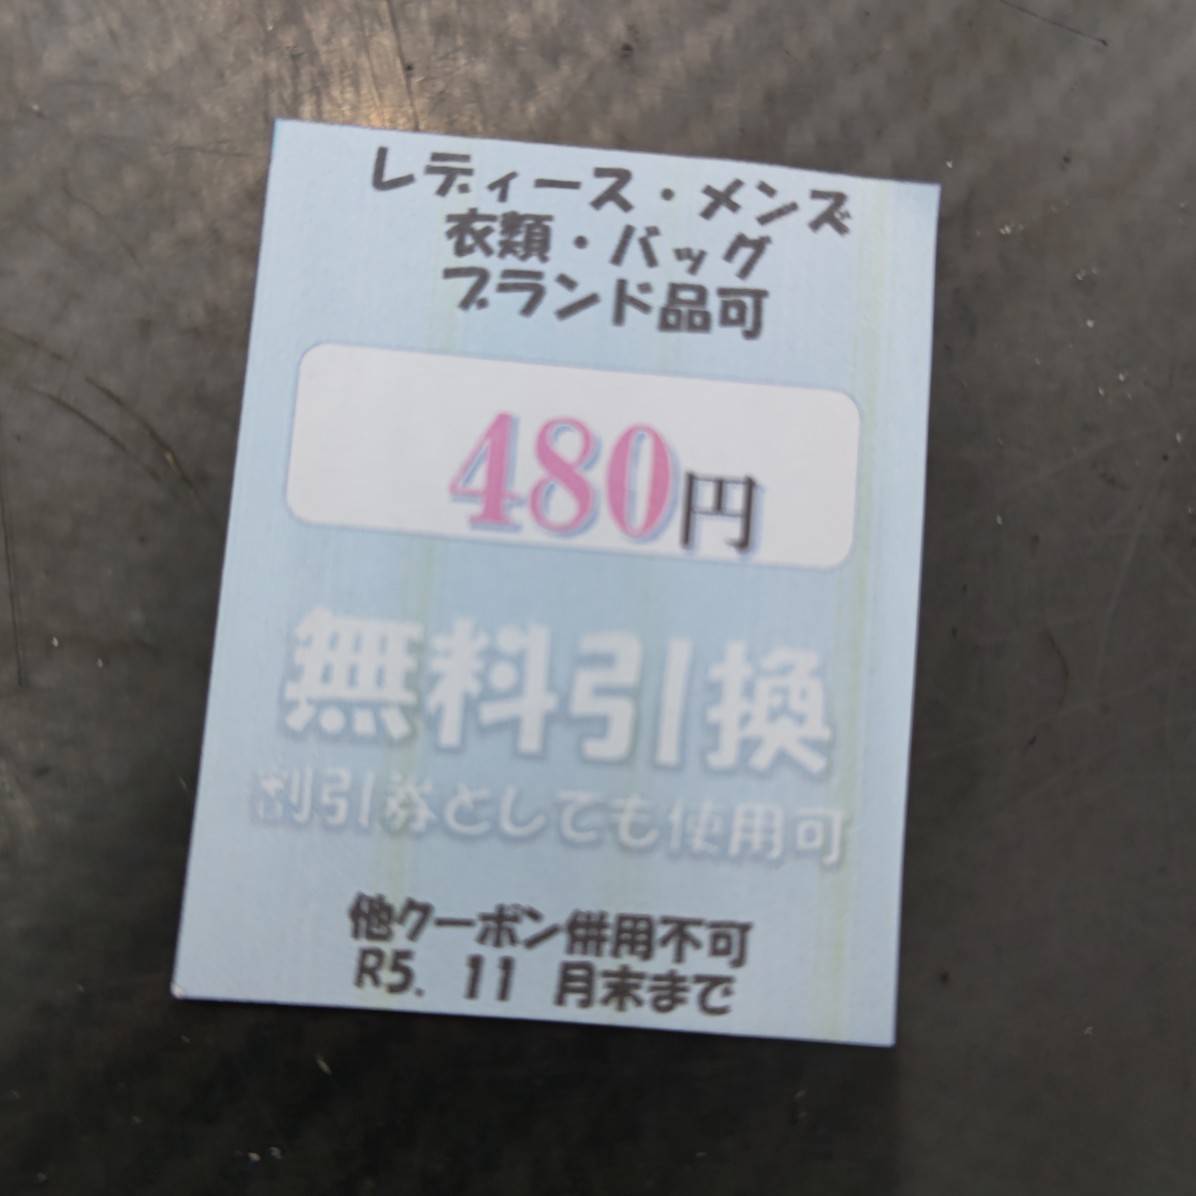 レディース・メンズ
衣類・バッグ
ブランド品可
480円
無料引換
割引券としても使用可
他クーポン併用不可
R5. 11 月末まで